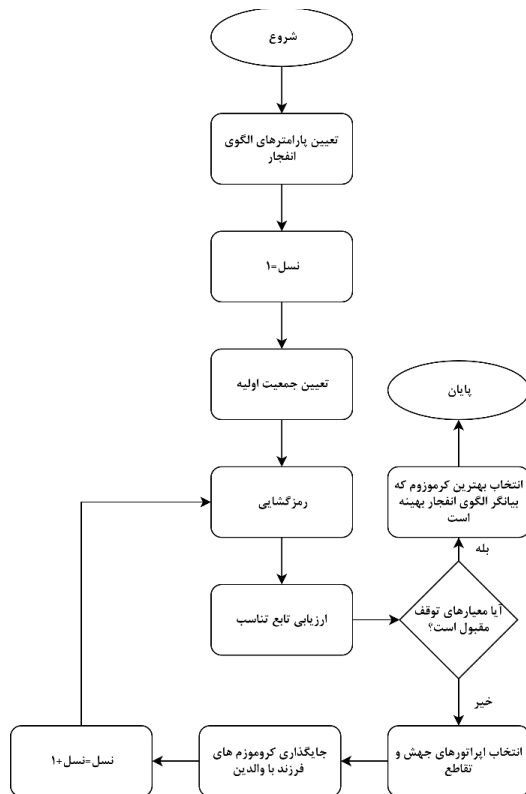 شروع
تعیین پارامترهای الگوی
انفجار
نسل=۱
تعیین جمعیت اولیه
رمزگشایی
ارزیابی تابع تناسب
آیا معیارهای توقف
مقبول است؟
بله
انتخاب بهترین کرموزوم که
بیانگر الگوی انفجار بهینه
است
پایان
خیر
انتخاب اپراتورهای جهش و
تقاطع
جایگذاری کروموزم های
فرزند با والدین
نسل=نسل+۱